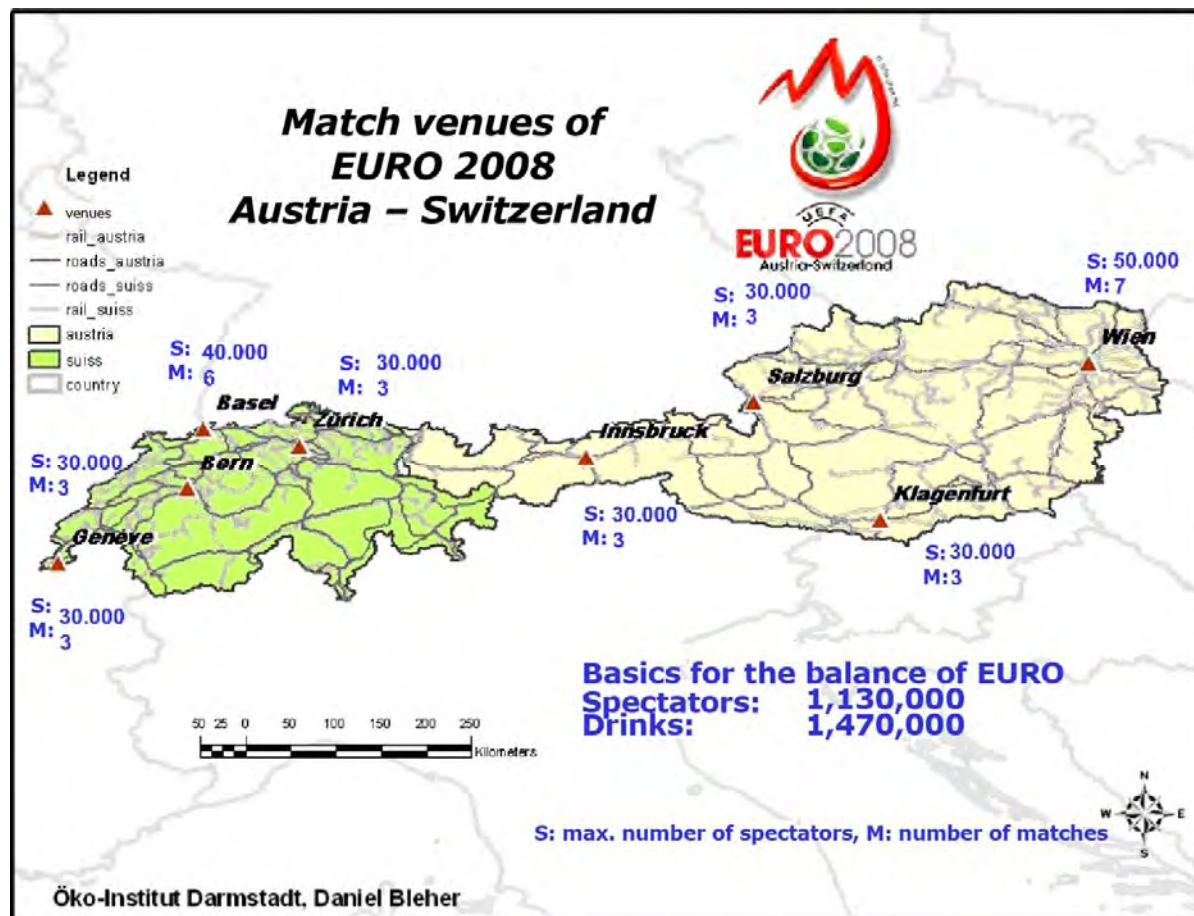 Match venues of
EURO 2008
Austria – Switzerland
UEFA
EURO2008
Austria-Switzerland
Legend
venues
rail_austria
roads_austria
roads_suiss
rail_suiss
austria
suiss
country
S: 40.000
M: 6
S: 30.000
M: 3
S: 30.000
M: 3
S: 50.000
M: 7
Wien
Salzburg
Basel
Zürich
Innsbruck
Born
S: 30.000
M: 3
Klagenfurt
Genève
S: 30.000
M: 3
S: 30.000
M: 3
S: 30.000
M: 3
Basics for the balance of EURO
Spectators: 1,130,000
Drinks: 1,470,000
50 25 0 50 100 150 200 250
Kilometers
N
W E
S
S: max. number of spectators, M: number of matches
Öko-Institut Darmstadt, Daniel Bleher